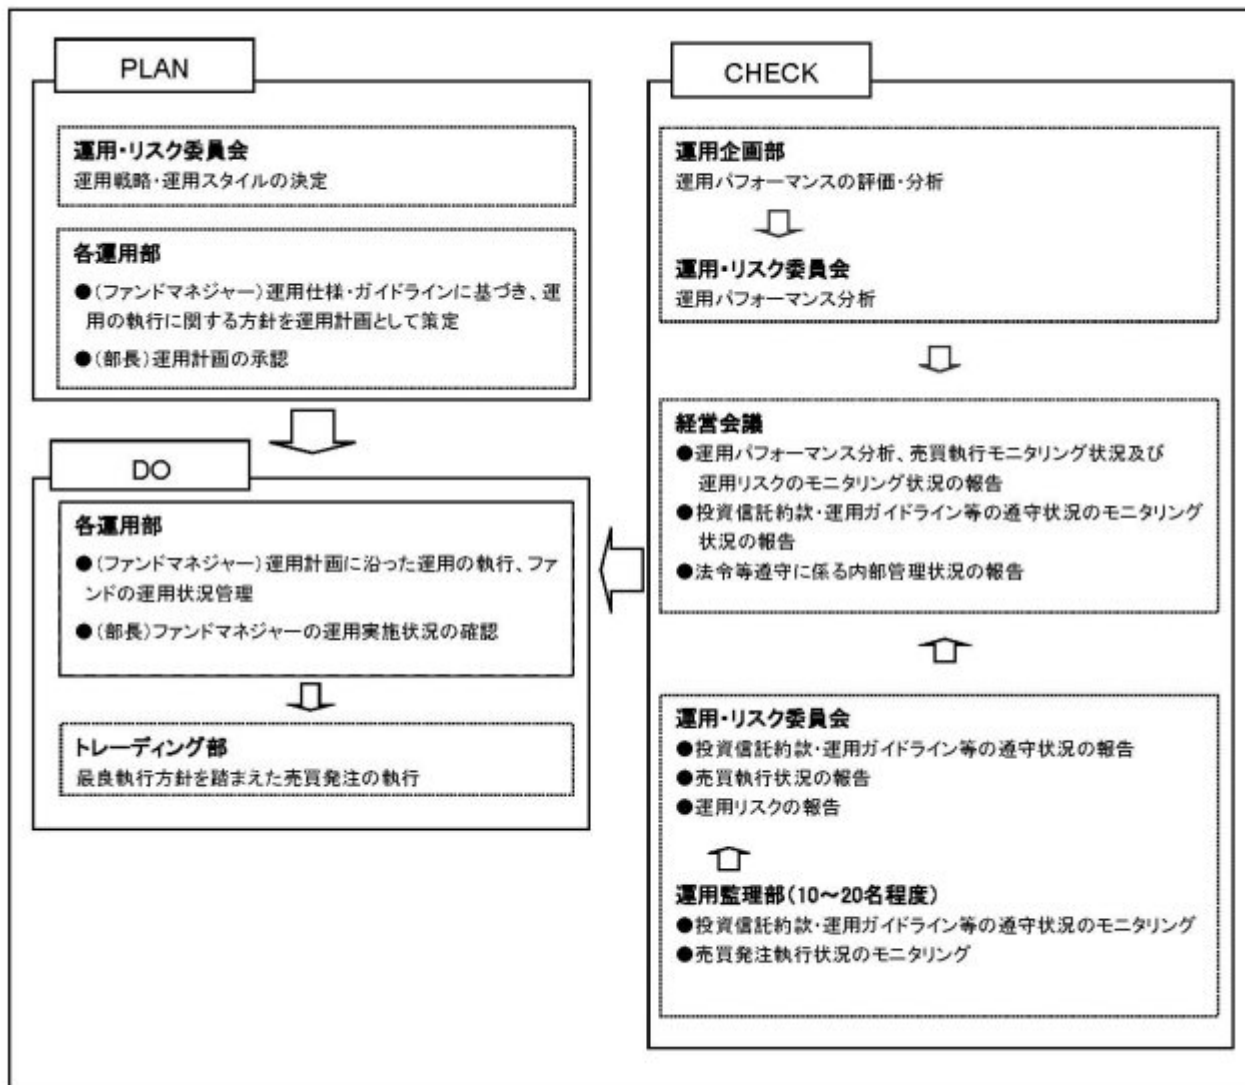 PLAN
運用・リスク委員会
運用戦略・運用スタイルの決定
各運用部
●（ファンドマネジャー）運用仕様・ガイドラインに基づき、運
用の執行に関する方針を運用計画として策定
●（部長）運用計画の承認
DO
各運用部
●（ファンドマネジャー）運用計画に沿った運用の執行、ファ
ンドの運用状況管理
●（部長）ファンドマネジャーの運用実施状況の確認
トレーディング部
最良執行方針を踏まえた売買発注の執行
CHECK
運用企画部
運用パフォーマンスの評価・分析
運用・リスク委員会
運用パフォーマンス分析
経営会議
●運用パフォーマンス分析、売買執行モニタリング状況及び
運用リスクのモニタリング状況の報告
●投資信託約款・運用ガイドライン等の遵守状況のモニタリング
状況の報告
●法令等遵守に係る内部管理状況の報告
運用・リスク委員会
●投資信託約款・運用ガイドライン等の遵守状況の報告
●売買執行状況の報告
●運用リスクの報告
運用監理部（10～20名程度）
●投資信託約款・運用ガイドライン等の遵守状況のモニタリング
●売買発注執行状況のモニタリング